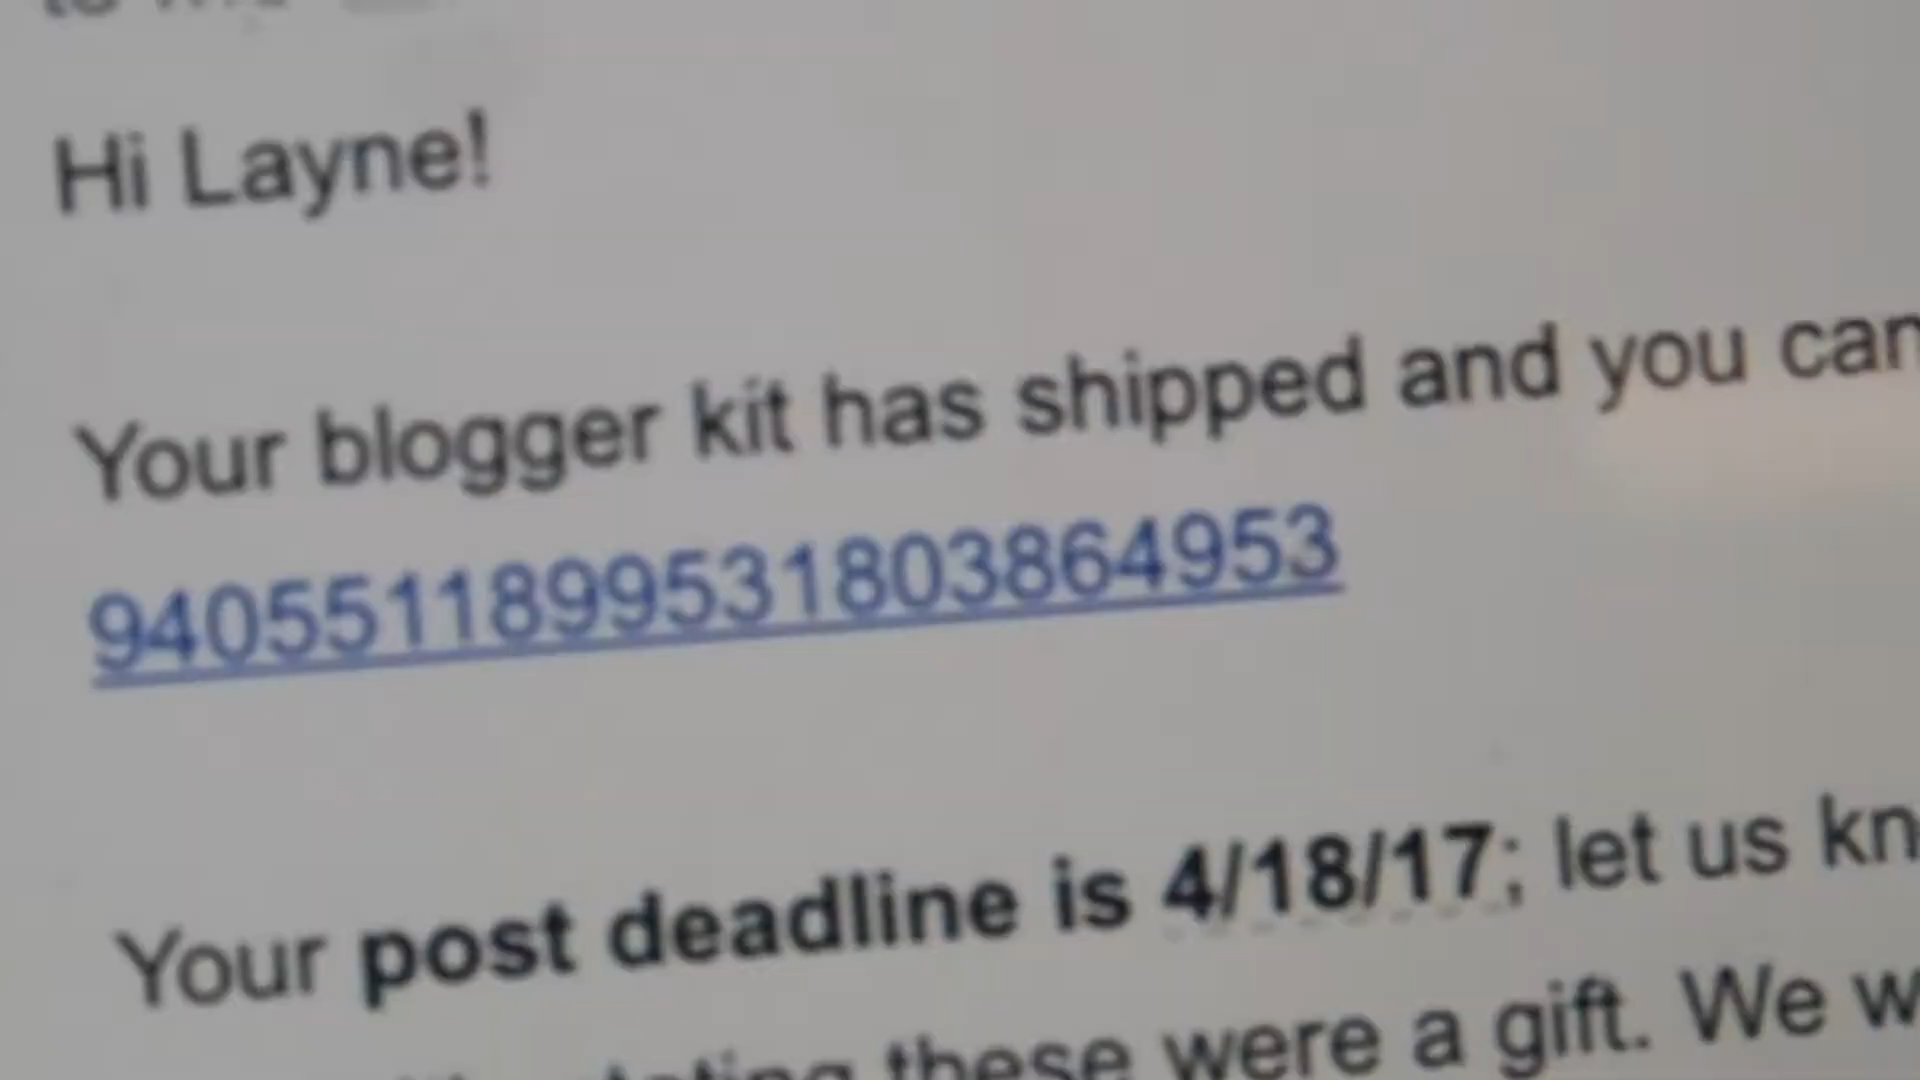 Hi Layne!
Your blogger kit has shipped and you can
9405511899531803864953
Your post deadline is 4/18/17; let us kn
these were a gift. We w